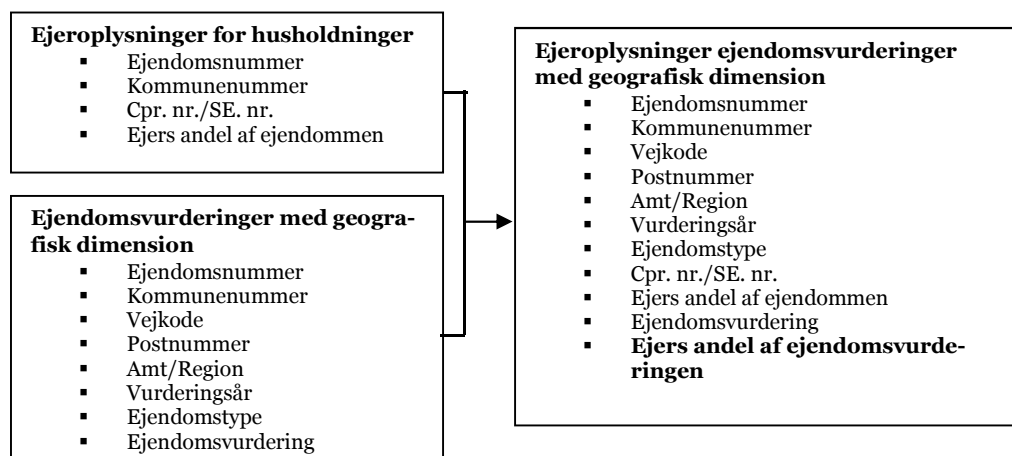 Ejeroplysninger for husholdninger
▪ Ejendomsnummer
▪ Kommunenummer
▪ Cpr. nr./SE. nr.
▪ Ejers andel af ejendommen
Ejendomsvurderinger med geogra-
fisk dimension
▪ Ejendomsnummer
▪ Kommunenummer
▪ Vejkode
▪ Postnummer
▪ Amt/Region
▪ Vurderingsår
▪ Ejendomstype
▪ Ejendomsvurdering
Ejeroplysninger ejendomsvurderinger
med geografisk dimension
▪ Ejendomsnummer
▪ Kommunenummer
▪ Vejkode
▪ Postnummer
▪ Amt/Region
▪ Vurderingsår
▪ Ejendomstype
▪ Cpr. nr./SE. nr.
▪ Ejers andel af ejendommen
▪ Ejendomsvurdering
▪ Ejers andel af ejendomsvurde-
ringen